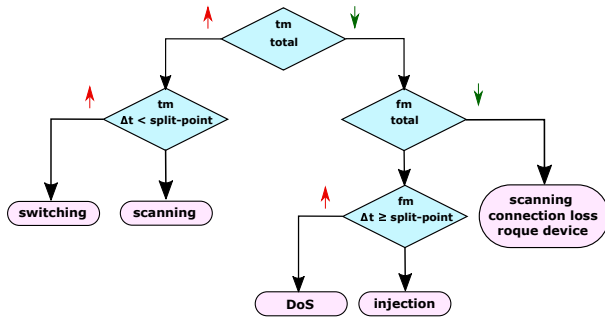 tm
total
tm
Δt < split-point
fm
total
switching
scanning
fm
Δt ≥ split-point
scanning
connection loss
roque device
DoS
injection